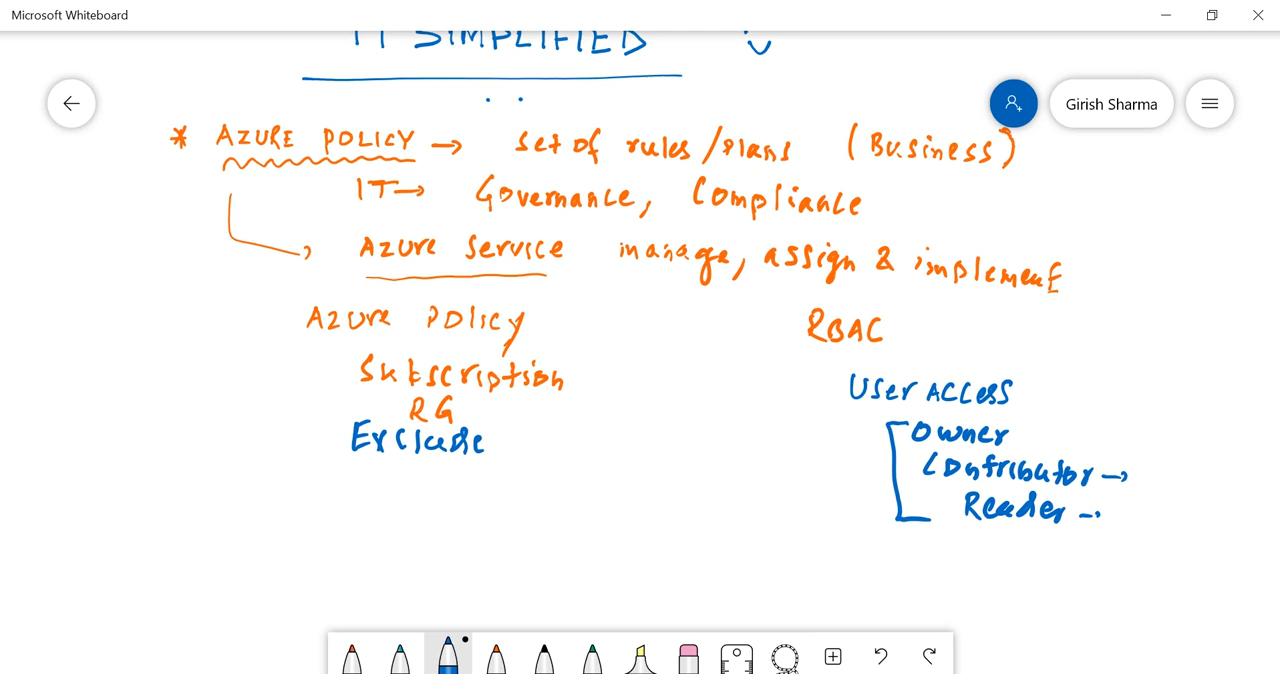 Microsoft Whiteboard
IT SIMPLIFIED
Girish Sharma
* AZURE POLICY → Set of rules/plans (Business)
IT → Governance, Compliance
Azure Service manage, assign & implement
Azure Policy
RBAC
Subscription
RG
Exclude
User Access
Owner
Contributor →
Reader →